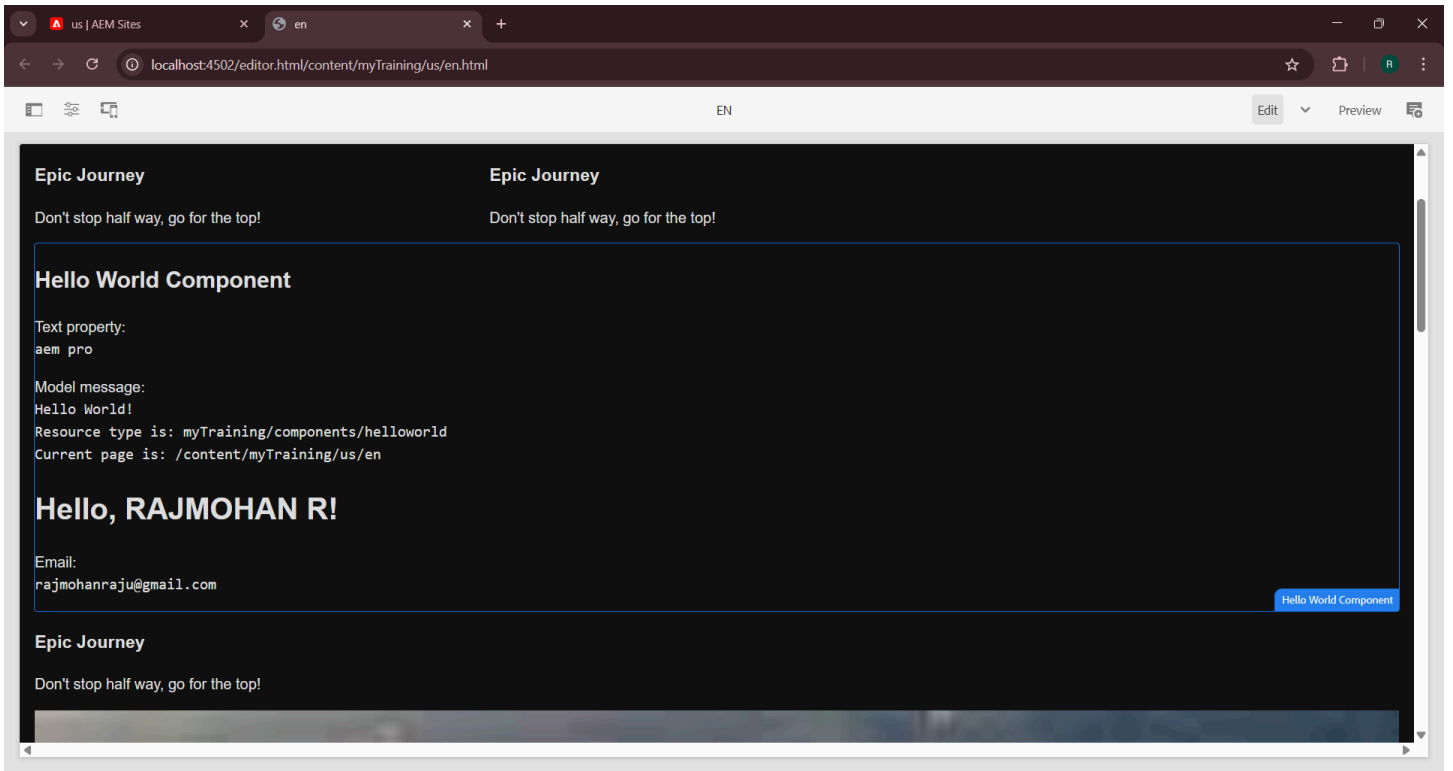 us | AEM Sites
en
localhost:4502/editor.html/content/myTraining/us/en.html
R
EN
Edit
Preview
Epic Journey
Don't stop half way, go for the top!
Epic Journey
Don't stop half way, go for the top!
Hello World Component
Text property:
aem pro
Model message:
Hello World!
Resource type is: myTraining/components/helloworld
Current page is: /content/myTraining/us/en
Hello, RAJMOHAN R!
Email:
rajmohanraju@gmail.com
Hello World Component
Epic Journey
Don't stop half way, go for the top!